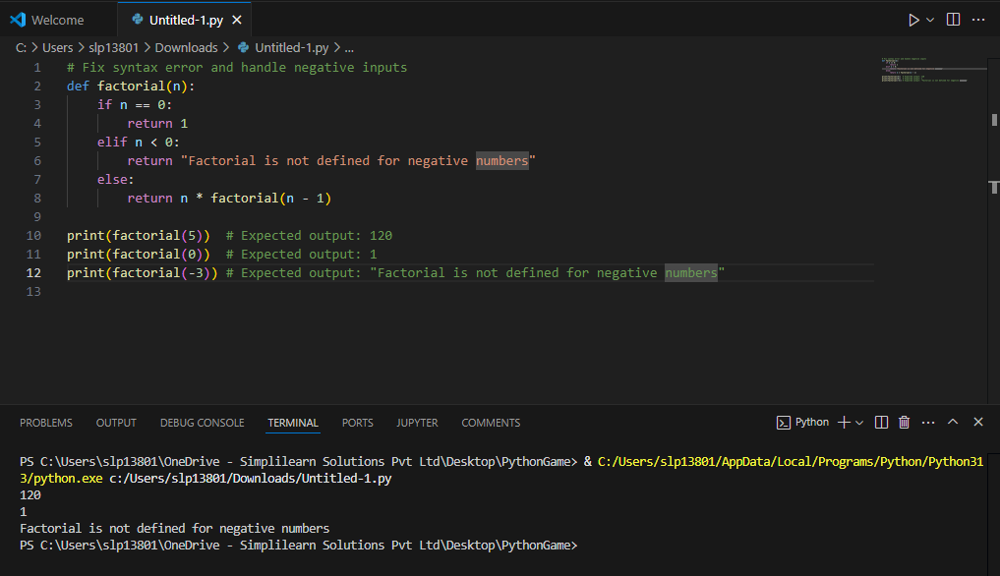 Welcome
Untitled-1.py
C: > Users > slp13801 > Downloads > Untitled-1.py > ...
1 # Fix syntax error and handle negative inputs
2 def factorial(n):
3 if n == 0:
4 return 1
5 elif n < 0:
6 return "Factorial is not defined for negative numbers"
7 else:
8 return n * factorial(n - 1)
9
10 print(factorial(5))  # Expected output: 120
11 print(factorial(0))  # Expected output: 1
12 print(factorial(-3)) # Expected output: "Factorial is not defined for negative numbers"
13
PROBLEMS OUTPUT DEBUG CONSOLE TERMINAL PORTS JUPYTER COMMENTS Python
PS C:\Users\slp13801\OneDrive - Simplilearn Solutions Pvt Ltd\Desktop\PythonGame> & C:/Users/slp13801/AppData/Local/Programs/Python/Python31
3/python.exe c:/Users/slp13801/Downloads/Untitled-1.py
120
1
Factorial is not defined for negative numbers
PS C:\Users\slp13801\OneDrive - Simplilearn Solutions Pvt Ltd\Desktop\PythonGame>